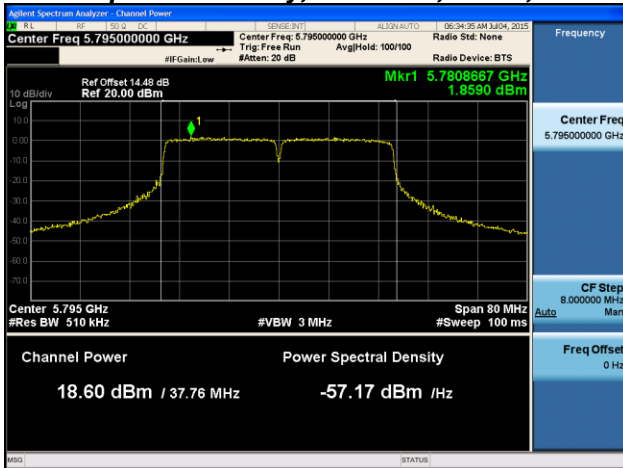 Agilent Spectrum Analyzer - Channel Power
RL RF 50 Ω DC SENSE:INT ALIGN AUTO 06:34:35 AM Jul 04, 2015
Center Freq 5.795000000 GHz
Center Freq: 5.795000000 GHz
Radio Std: None
Trig: Free Run Avg|Hold: 100/100
#IFGain:Low #Atten: 20 dB Radio Device: BTS
Mkr1 5.7808667 GHz
1.8590 dBm
Ref Offset 14.48 dB
10 dB/div Ref 20.00 dBm
Log
10.0
0.00
-10.0
-20.0
-30.0
-40.0
-50.0
-60.0
-70.0
1
Center 5.795 GHz Span 80 MHz
#Res BW 510 kHz #VBW 3 MHz #Sweep 100 ms
Channel Power Power Spectral Density
18.60 dBm / 37.76 MHz -57.17 dBm /Hz
MSG STATUS
Frequency
Center Freq
5.795000000 GHz
CF Step
8.000000 MHz
Auto Man
Freq Offset
0 Hz